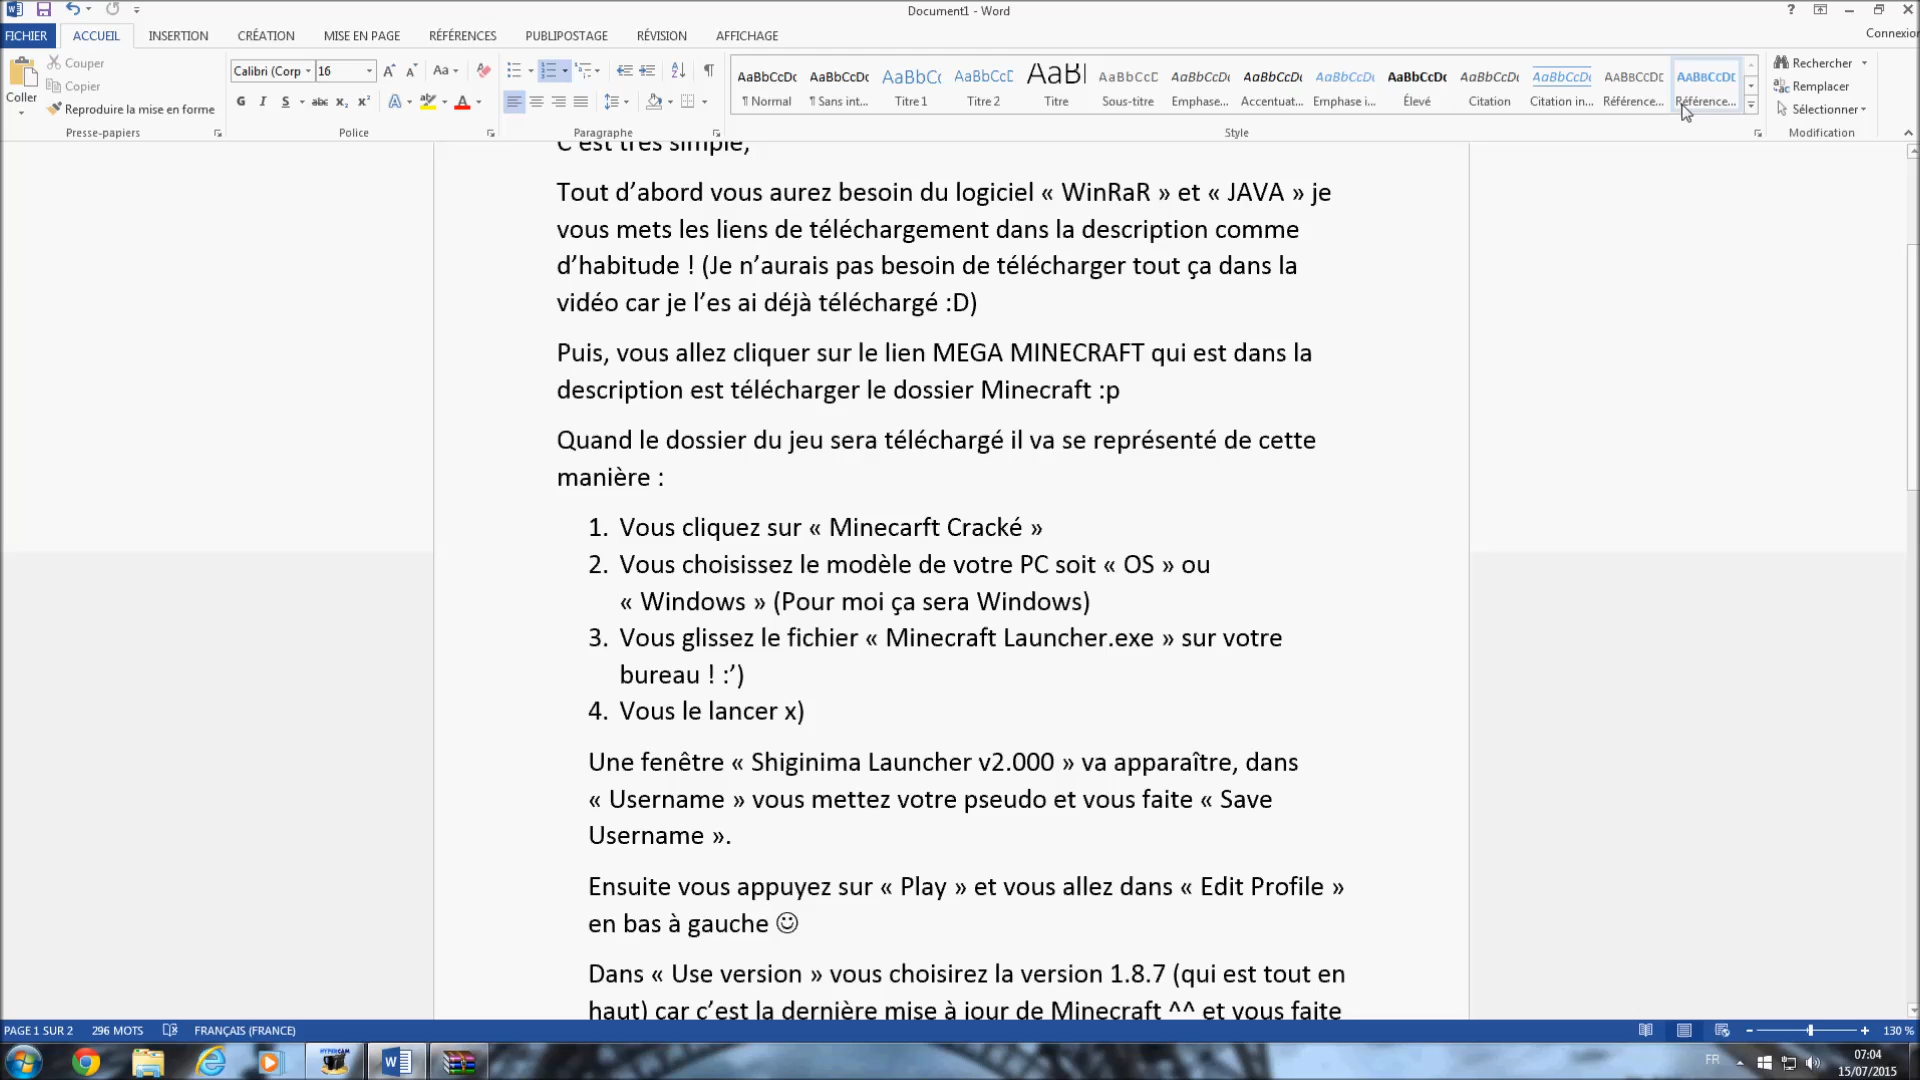 Document1 - Word
Connexion
FICHIER ACCUEIL INSERTION CRÉATION MISE EN PAGE RÉFÉRENCES PUBLIPOSTAGE RÉVISION AFFICHAGE
Coller
Couper
Copier
Reproduire la mise en forme
Presse-papiers
Calibri (Corp 16
Police
Paragraphe
AaBbCcDc AaBbCcDc AaBbCc AaBbCcD AaBb AaBbCcD AaBbCcDc AaBbCcDc AaBbCcDc AaBbCcDc AaBbCcDc AaBbCcDc AaBbCcDc AaBbCcDc
¶ Normal ¶ Sans int... Titre 1 Titre 2 Titre Sous-titre Emphase... Accentuat... Emphase i... Élevé Citation Citation in... Référence... Référence...
Style
Rechercher
Remplacer
Sélectionner
Modification
C'est très simple,
Tout d’abord vous aurez besoin du logiciel « WinRaR » et « JAVA » je
vous mets les liens de téléchargement dans la description comme
d’habitude ! (Je n’aurais pas besoin de télécharger tout ça dans la
vidéo car je l’es ai déjà téléchargé :D)
Puis, vous allez cliquer sur le lien MEGA MINECRAFT qui est dans la
description est télécharger le dossier Minecraft :p
Quand le dossier du jeu sera téléchargé il va se représenté de cette
manière :
1. Vous cliquez sur « Minecarft Cracké »
2. Vous choisissez le modèle de votre PC soit « OS » ou
« Windows » (Pour moi ça sera Windows)
3. Vous glissez le fichier « Minecraft Launcher.exe » sur votre
bureau ! :’)
4. Vous le lancer x)
Une fenêtre « Shiginima Launcher v2.000 » va apparaître, dans
« Username » vous mettez votre pseudo et vous faite « Save
Username ».
Ensuite vous appuyez sur « Play » et vous allez dans « Edit Profile »
en bas à gauche ☺
Dans « Use version » vous choisirez la version 1.8.7 (qui est tout en
haut) car c’est la dernière mise à jour de Minecraft ^^ et vous faite
PAGE 1 SUR 2 296 MOTS FRANÇAIS (FRANCE) 130 %
HYPERCAM
FR
07:04
15/07/2015